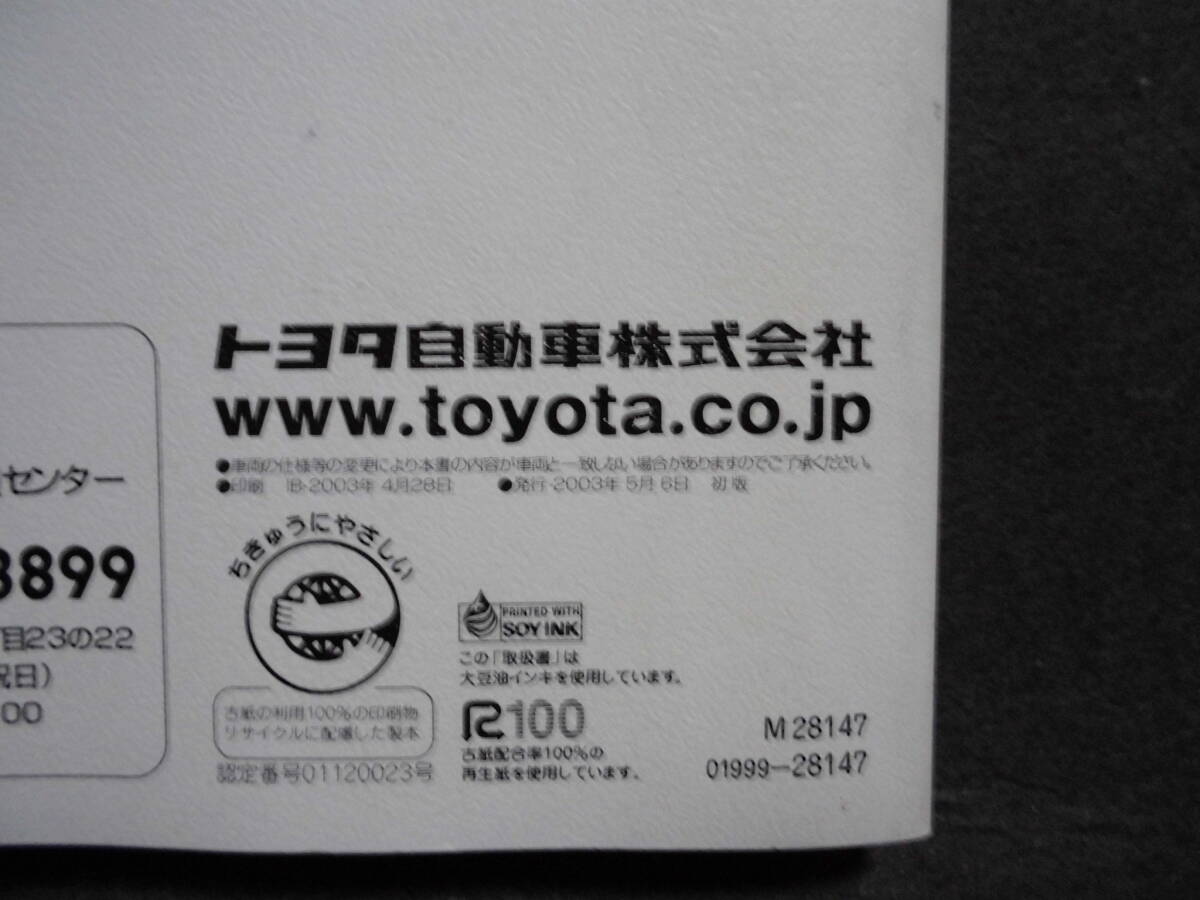 トヨタ自動車株式会社
www.toyota.co.jp
●車両の仕様等の変更により本書の内容が車両と一致しない場合がありますのでご了承ください。
●印刷 IB・2003年 4月28日 ●発行・2003年 5月 6日 初版
センター
8899
目23の22
祝日)
00
ちきゅうにやさしい
古紙の利用100%の印刷物
リサイクルに配慮した製本
認定番号01120023号
PRINTED WITH
SOY INK
この「取扱書」は
大豆油インキを使用しています。
R100
古紙配合率100%の
再生紙を使用しています。
M 28147
01999-28147